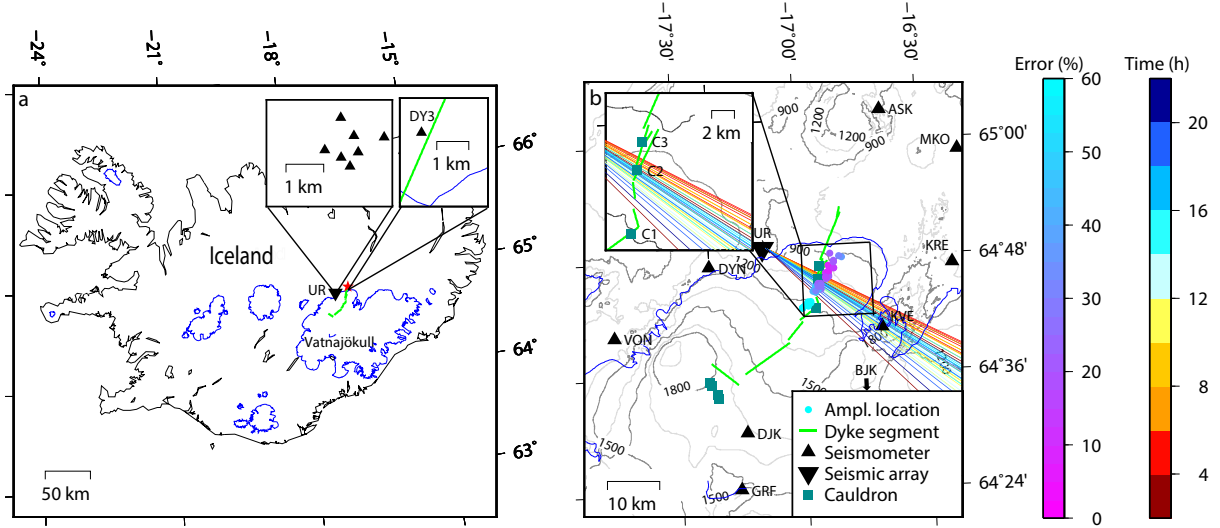 −24˚
−21˚
−18˚
−15˚
66˚
65˚
64˚
63˚
a
1 km
DY3
1 km
Iceland
UR
Vatnajökull
50 km
−17˚30'
−17˚00
−16˚30'
65˚00'
64˚48'
64˚36'
64˚24'
b
2 km
C3
C2
C1
900
1200
1200
900
ASK
MKO
KRE
UR
900
1200
DYN
VON
KVE
80
1200
BJK
1800
1500
1500
DJK
GRF
1500
10 km
Ampl. location
Dyke segment
Seismometer
Seismic array
Cauldron
Error (%)
60
50
40
30
20
10
0
Time (h)
20
16
12
8
4